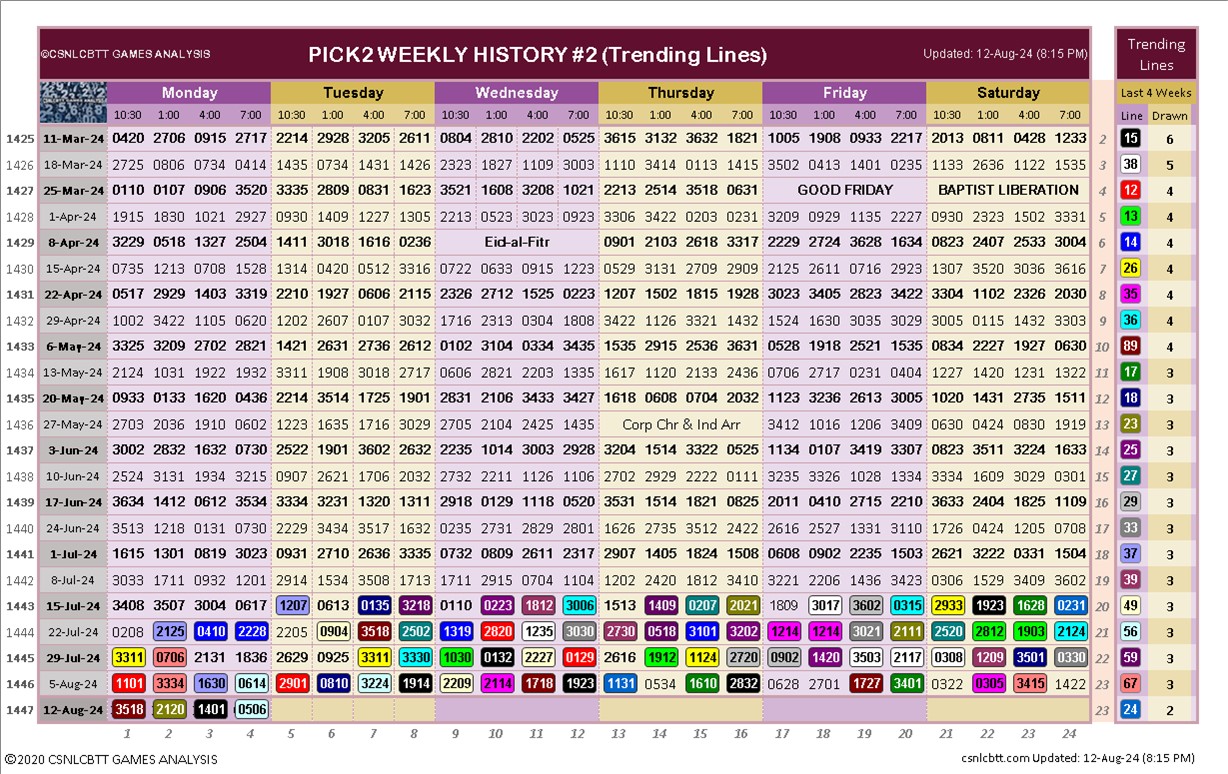 ©CSNLCBTT GAMES ANALYSIS PICK2 WEEKLY HISTORY #2 (Trending Lines) Updated: 12-Aug-24 (8:15 PM) Trending Lines
Monday Tuesday Wednesday Thursday Friday Saturday Last 4 Weeks
10:30 1:00 4:00 7:00 10:30 1:00 4:00 7:00 10:30 1:00 4:00 7:00 10:30 1:00 4:00 7:00 10:30 1:00 4:00 7:00 10:30 1:00 4:00 7:00 Line Drawn
1425 11-Mar-24 0420 2706 0915 2717 2214 2928 3205 2611 0804 2810 2202 0525 3615 3132 3632 1821 1005 1908 0933 2217 2013 0811 0428 1233 2 15 6
1426 18-Mar-24 2725 0806 0734 0414 1435 0734 1431 1426 2323 1827 1109 3003 1110 3414 0113 1415 3502 0413 1401 0235 1133 2636 1122 1535 3 38 5
1427 25-Mar-24 0110 0107 0906 3520 3335 2809 0831 1623 3521 1608 3208 1021 2213 2514 3518 0631 GOOD FRIDAY BAPTIST LIBERATION 4 12 4
1428 1-Apr-24 1915 1830 1021 2927 0930 1409 1227 1305 2213 0523 3023 0923 3306 3422 0203 0231 3209 0929 1135 2227 0930 2323 1502 3331 5 13 4
1429 8-Apr-24 3229 0518 1327 2504 1411 3018 1616 0236 Eid-al-Fitr 0901 2103 2618 3317 2229 2724 3628 1634 0823 2407 2533 3004 6 14 4
1430 15-Apr-24 0735 1213 0708 1528 1314 0420 0512 3319 0722 0633 0915 1223 0529 3131 2709 2909 2125 2611 0716 2923 1307 3520 3036 3616 7 26 4
1431 22-Apr-24 0517 2929 1403 3319 2210 1927 0606 2113 2326 2712 1525 0223 1207 1502 1815 1928 3023 3405 2823 3422 3304 1102 2326 2030 8 35 4
1432 29-Apr-24 1002 3422 1105 0620 1202 2607 0107 3032 1716 2313 0304 1808 3422 1126 3321 1432 1524 1630 3035 3029 3005 0115 1432 3303 9 36 4
1433 6-May-24 3325 3209 2702 2821 1421 2631 2736 2612 0102 3104 0334 3435 1535 2915 2536 3631 0528 1918 2521 1535 0834 2227 1927 0630 10 89 4
1434 13-May-24 2124 1031 1922 1932 3311 1908 3018 2717 0606 2821 2203 1335 1617 1120 2133 2436 0706 2717 0231 0404 1127 1420 1231 1322 11 17 3
1435 20-May-24 0933 0133 1620 0436 2214 3514 1725 1901 2831 2106 3433 3427 1618 0608 0704 2032 1123 3236 2613 3005 1020 1431 2735 1511 12 18 3
1436 27-May-24 2703 2036 1910 0602 1223 1635 1716 3029 2705 2104 2425 1435 Corp Chr & Ind Arr 3412 1016 1206 3409 0630 0424 0830 1919 13 23 3
1437 3-Jun-24 3002 2832 1632 0730 2522 1901 3602 2632 2235 1014 3003 2928 3204 1514 3322 0525 1134 0107 3419 3307 0823 3511 3224 1633 14 25 3
1438 10-Jun-24 2524 3131 1934 3215 0907 2621 1706 2032 2732 2211 1126 1106 2702 2929 2222 0111 3235 3326 1028 1334 3334 1609 3029 0301 15 27 3
1439 17-Jun-24 3634 1412 0612 3534 3334 3231 1320 1311 2918 0129 1118 0520 3531 1514 1821 0825 2011 0410 2715 2210 3633 2404 1825 1109 16 29 3
1440 24-Jun-24 3513 1218 0131 0730 2229 3434 3517 1632 0235 2731 2829 2801 1626 2735 3512 2422 2616 2527 1331 3110 1726 0424 1205 0708 17 33 3
1441 1-Jul-24 1615 1301 0819 3023 0931 2710 2636 3335 0732 0809 2611 2317 2907 1405 1824 1508 0608 0902 2235 1503 2621 3222 0331 1504 18 37 3
1442 8-Jul-24 3033 1711 0932 1201 2914 1534 3508 1713 1711 2915 0704 1104 1202 2420 1812 3410 3221 2206 1436 3423 0306 1529 3409 3602 19 39 3
1443 15-Jul-24 3408 3507 3004 0617 1207 0613 0135 3218 0110 0223 1812 3006 1513 1409 0207 2021 1809 3017 3602 0315 2933 1923 1628 0231 20 49 3
1444 22-Jul-24 0208 2125 0410 2228 2205 0904 3518 2502 1319 2820 1235 3030 2730 0518 3101 3202 1214 1214 3021 2111 2520 2812 1903 2124 21 56 3
1445 29-Jul-24 3311 0706 2131 1836 2629 0925 3311 3330 1030 0132 2227 0129 2616 1912 1124 2720 0902 1420 3503 2117 0308 1209 3501 0330 22 59 3
1446 5-Aug-24 1101 3334 1630 0614 2901 0810 3224 1914 2209 2114 1718 1923 1131 0534 1610 2832 0628 2701 1727 3401 0322 0305 3415 1422 23 67 3
1447 12-Aug-24 3518 2120 1401 0506 23 24 2
1 2 3 4 5 6 7 8 9 10 11 12 13 14 15 16 17 18 19 20 21 22 23 24
©2020 CSNLCBTT GAMES ANALYSIS csnlcbtt.com Updated: 12-Aug-24 (8:15 PM)